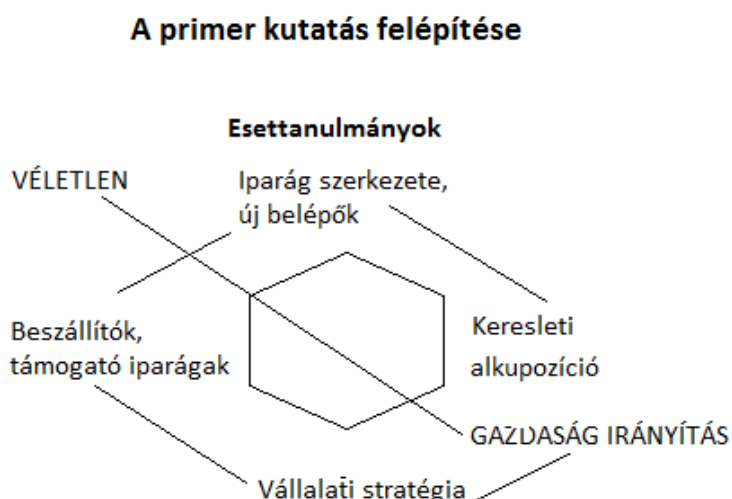 A primer kutatás felépítése
Esettanulmányok
VÉLETLEN
Iparág szerkezete,
új belépők
Beszállítók,
támogató iparágak
Keresleti
alkupozíció
GAZDASÁG IRÁNYÍTÁS
Vállalati stratégia